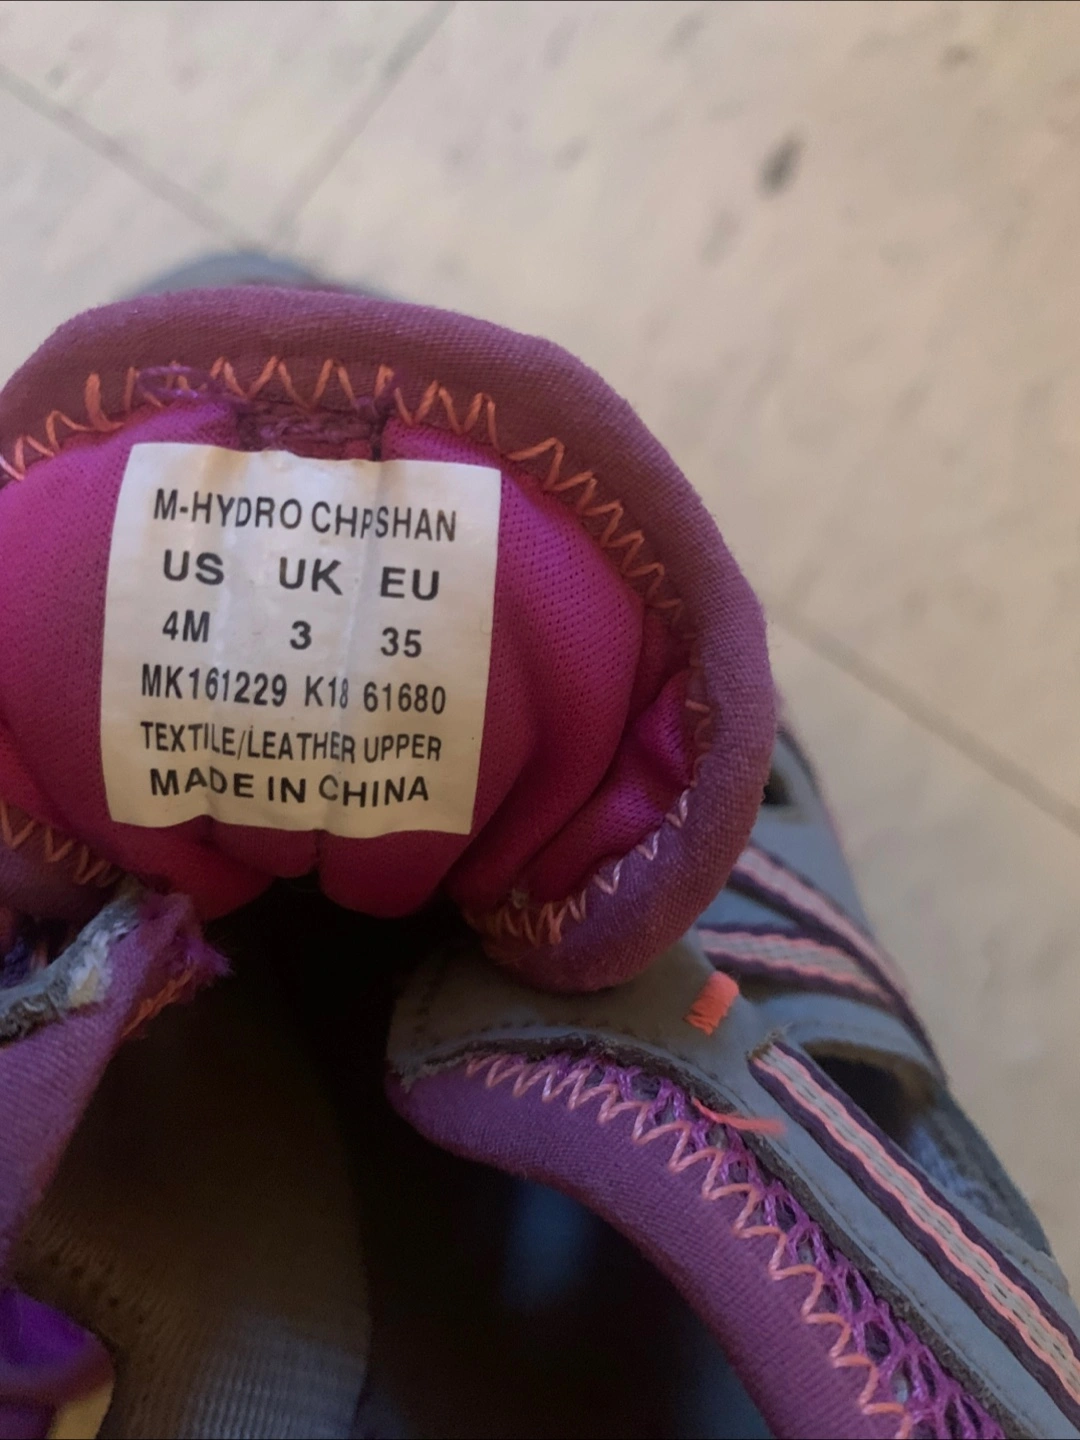 M-HYDRO CHPSHAN
US UK EU
4M 3 35
MK161229 K18 61680
TEXTILE/LEATHER UPPER
MADE IN CHINA